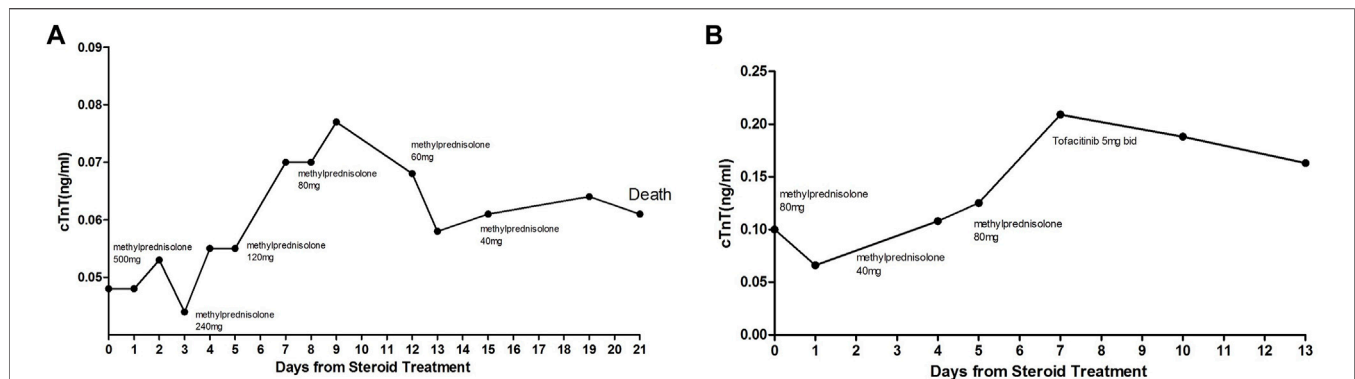 A
0.09
0.08
0.07
0.06
0.05
cTnT(ng/ml)
methylprednisolone
500mg
methylprednisolone
240mg
methylprednisolone
120mg
methylprednisolone
80mg
methylprednisolone
60mg
methylprednisolone
40mg
Death
0 1 2 3 4 5 6 7 8 9 10 11 12 13 14 15 16 17 18 19 20 21
Days from Steroid Treatment
B
0.25
0.20
0.15
0.10
0.05
0.00
cTnT(ng/ml)
methylprednisolone
80mg
methylprednisolone
40mg
methylprednisolone
80mg
Tofacitinib 5mg bid
0 1 2 3 4 5 6 7 8 9 10 11 12 13
Days from Steroid Treatment